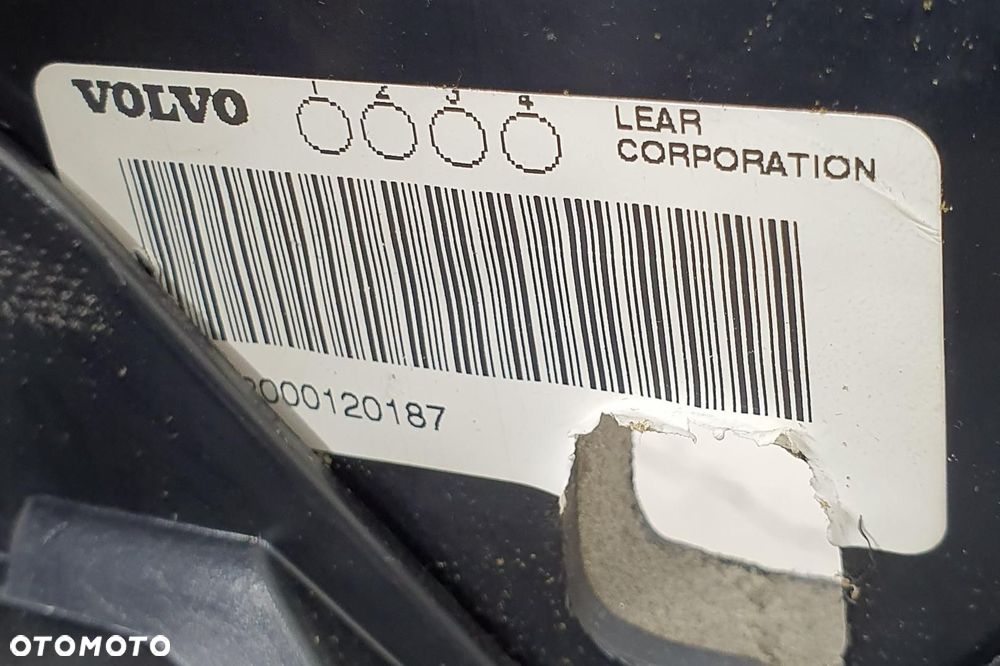 VOLVO
1 2 3 4
LEAR
CORPORATION
000120187
OTOMOTO